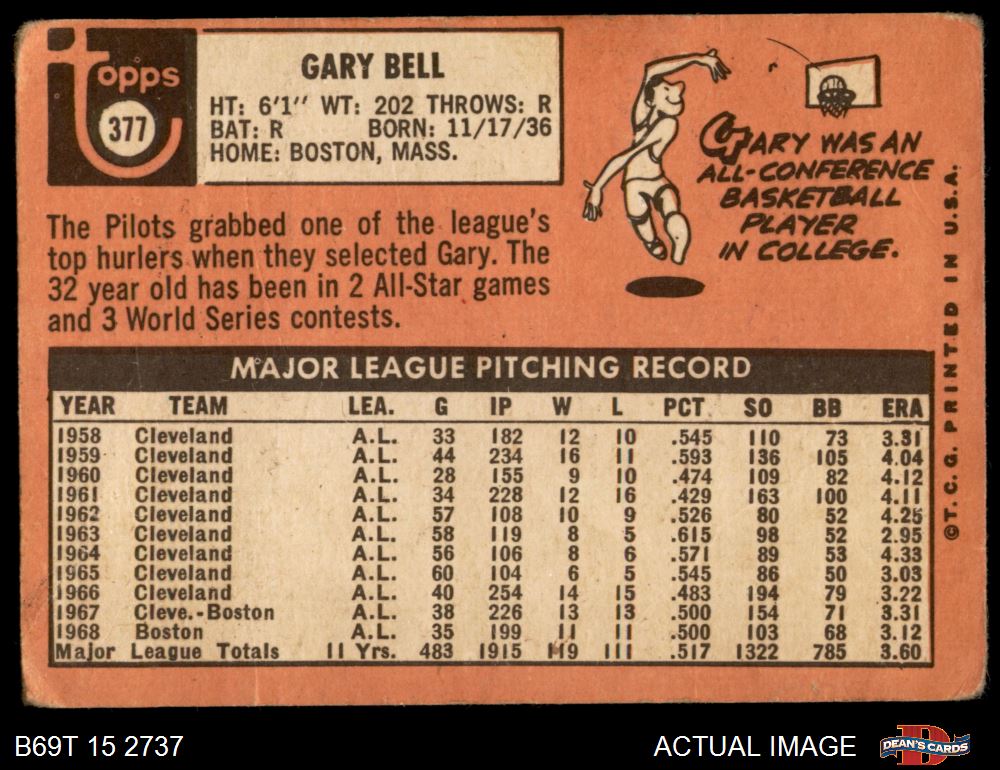 Topps
377
GARY BELL
HT: 6'1" WT: 202 THROWS: R
BAT: R BORN: 11/17/36
HOME: BOSTON, MASS.
GARY WAS AN
ALL-CONFERENCE
BASKETBALL
PLAYER
IN COLLEGE.
The Pilots grabbed one of the league's
top hurlers when they selected Gary. The
32 year old has been in 2 All-Star games
and 3 World Series contests.
MAJOR LEAGUE PITCHING RECORD
YEAR TEAM LEA. G IP W L PCT. SO BB ERA
1958 Cleveland A.L. 33 182 12 10 .545 110 73 3.31
1959 Cleveland A.L. 44 234 16 11 .593 136 105 4.04
1960 Cleveland A.L. 28 155 9 10 .474 109 82 4.12
1961 Cleveland A.L. 34 228 12 16 .429 163 100 4.11
1962 Cleveland A.L. 57 108 10 9 .526 80 52 4.25
1963 Cleveland A.L. 58 119 8 5 .615 98 52 2.95
1964 Cleveland A.L. 56 106 8 6 .571 89 53 4.33
1965 Cleveland A.L. 60 104 6 5 .545 86 50 3.03
1966 Cleveland A.L. 40 254 14 15 .483 194 79 3.22
1967 Cleve.-Boston A.L. 38 226 13 13 .500 154 71 3.31
1968 Boston A.L. 35 199 11 11 .500 103 68 3.12
Major League Totals 11 Yrs. 483 1915 119 111 .517 1322 785 3.60
©T.C.G. PRINTED IN U.S.A.
B69T 15 2737
ACTUAL IMAGE
DEAN'S CARDS